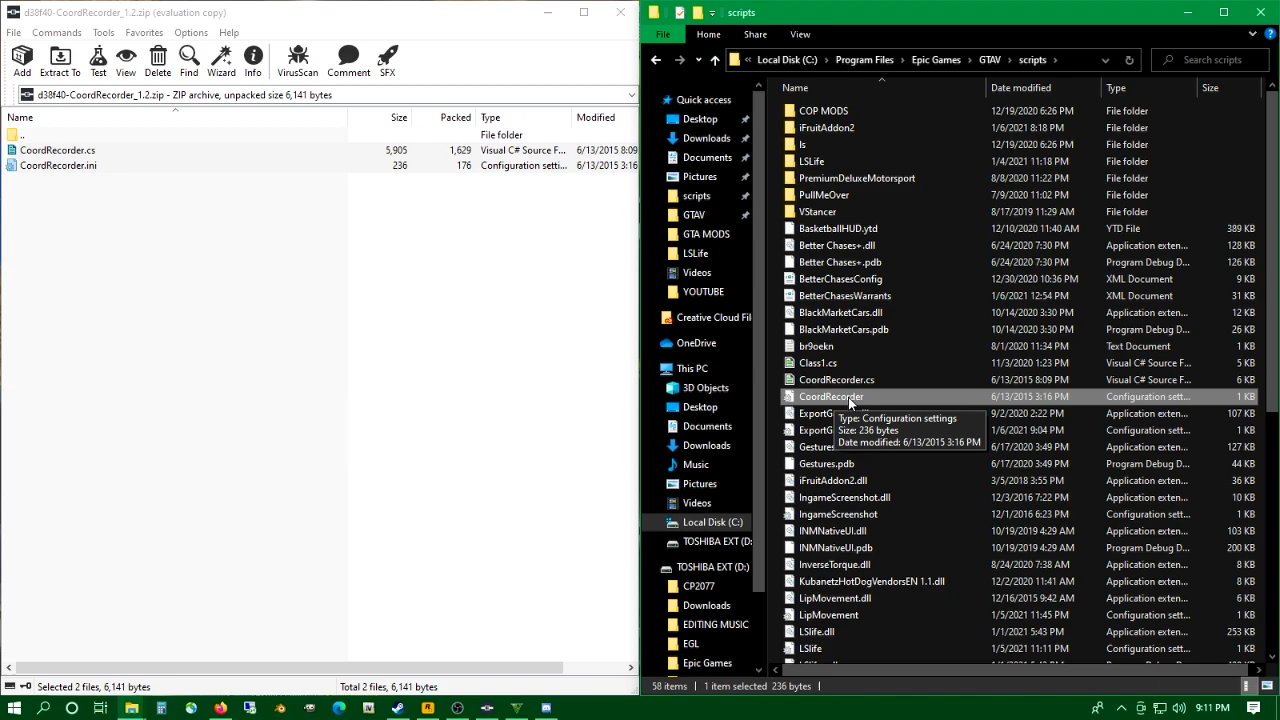 d38f40-CoordRecorder_1.2.zip (evaluation copy)
File Commands Tools Favorites Options Help
Add Extract To Test View Delete Find Wizard Info VirusScan Comment SFX
d38f40-CoordRecorder_1.2.zip - ZIP archive, unpacked size 6,141 bytes
Name Size Packed Type Modified
.. File folder
CoordRecorder.cs 5,905 1,629 Visual C# Source F... 6/13/2015 8:09
CoordRecorder.ini 236 176 Configuration setti... 6/13/2015 3:16
Selected 2 files, 6,141 bytes Total 2 files, 6,141 bytes
scripts
File Home Share View
« Local Disk (C:) > Program Files > Epic Games > GTAV > scripts
Search scripts
Quick access
Desktop
Downloads
Documents
Pictures
scripts
GTAV
GTA MODS
LSLife
Videos
YOUTUBE
Creative Cloud Fil
OneDrive
This PC
3D Objects
Desktop
Documents
Downloads
Music
Pictures
Videos
Local Disk (C:)
TOSHIBA EXT (D:
TOSHIBA EXT (D:)
CP2077
Downloads
EDITING MUSIC
EGL
Epic Games
Name Date modified Type Size
COP MODS 12/19/2020 6:26 PM File folder
iFruitAddon2 1/6/2021 8:18 PM File folder
ls 12/19/2020 6:26 PM File folder
LSLife 1/4/2021 11:18 PM File folder
PremiumDeluxeMotorsport 8/8/2020 11:22 PM File folder
PullMeOver 7/9/2020 11:02 PM File folder
VStancer 8/17/2019 11:29 AM File folder
BasketballHUD.ytd 12/10/2020 11:40 AM YTD File 389 KB
Better Chases+.dll 6/24/2020 7:30 PM Application exten... 128 KB
Better Chases+.pdb 6/24/2020 7:30 PM Program Debug D... 126 KB
BetterChasesConfig 12/30/2020 10:36 PM XML Document 9 KB
BetterChasesWarrants 1/6/2021 12:54 PM XML Document 31 KB
BlackMarketCars.dll 10/14/2020 3:30 PM Application exten... 12 KB
BlackMarketCars.pdb 10/14/2020 3:30 PM Program Debug D... 26 KB
br9oekn 8/1/2020 11:34 PM Text Document 1 KB
Class1.cs 11/3/2020 1:23 PM Visual C# Source F... 5 KB
CoordRecorder.cs 6/13/2015 8:09 PM Visual C# Source F... 6 KB
CoordRecorder 6/13/2015 3:16 PM Configuration sett... 1 KB
ExportG 9/2/2020 2:22 PM Application exten... 107 KB
ExportG 1/6/2021 9:04 PM Configuration sett... 1 KB
Gestures 6/17/2020 3:49 PM Application exten... 127 KB
Gestures.pdb 6/17/2020 3:49 PM Program Debug D... 44 KB
iFruitAddon2.dll 3/5/2018 3:55 PM Application exten... 36 KB
IngameScreenshot.dll 12/3/2016 7:22 PM Application exten... 10 KB
IngameScreenshot 12/1/2016 6:23 PM Configuration sett... 1 KB
INMNativeUI.dll 10/19/2019 4:29 AM Application exten... 103 KB
INMNativeUI.pdb 10/19/2019 4:29 AM Program Debug D... 200 KB
InverseTorque.dll 8/24/2020 7:38 AM Application exten... 8 KB
KubanetzHotDogVendorsEN 1.1.dll 12/2/2020 11:41 AM Application exten... 8 KB
LipMovement.dll 12/16/2015 9:42 AM Application exten... 6 KB
LipMovement 1/5/2021 11:45 PM Configuration sett... 1 KB
LSlife.dll 1/1/2021 5:43 PM Application exten... 253 KB
LSlife 1/5/2021 11:11 PM Configuration sett... 1 KB
Type: Configuration settings
Size: 236 bytes
Date modified: 6/13/2015 3:16 PM
58 items 1 item selected 236 bytes
9:11 PM